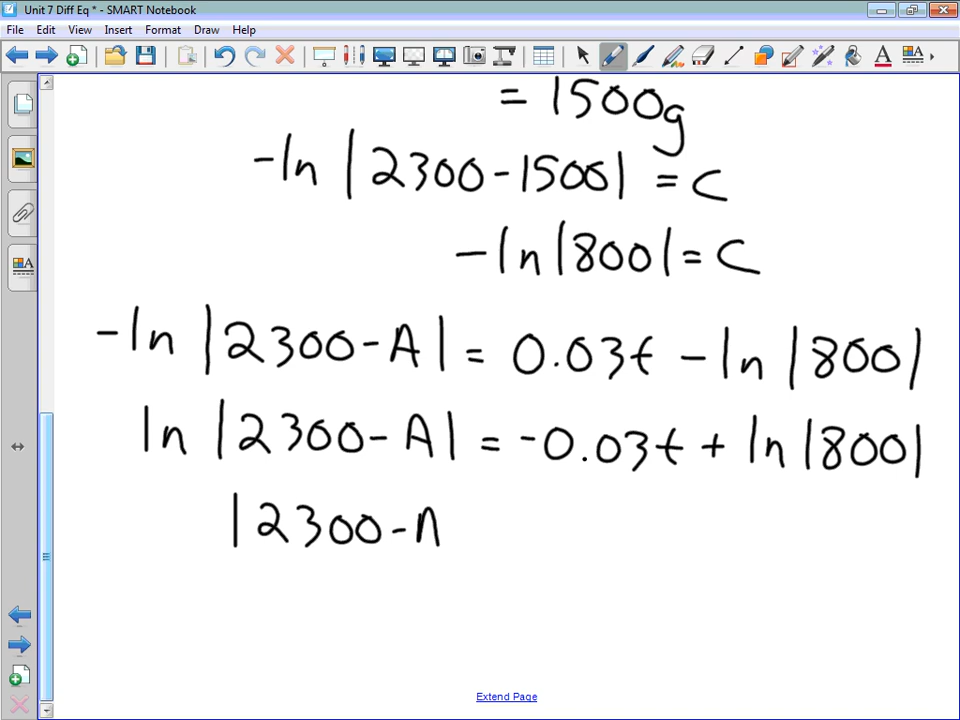 Unit 7 Diff Eq * - SMART Notebook
File Edit View Insert Format Draw Help
= 1500g
-ln |2300-1500| = C
-ln|800| = C
-ln |2300-A| = 0.03t - ln|800|
ln |2300-A| = -0.03t + ln|800|
|2300-
Extend Page